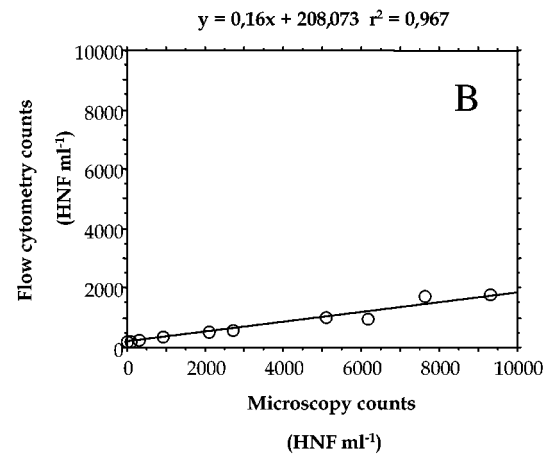 y = 0,16x + 208,073 r² = 0,967
10000
B
8000
6000
4000
2000
0
Flow cytometry counts
(HNF ml⁻¹)
0 2000 4000 6000 8000 10000
Microscopy counts
(HNF ml⁻¹)